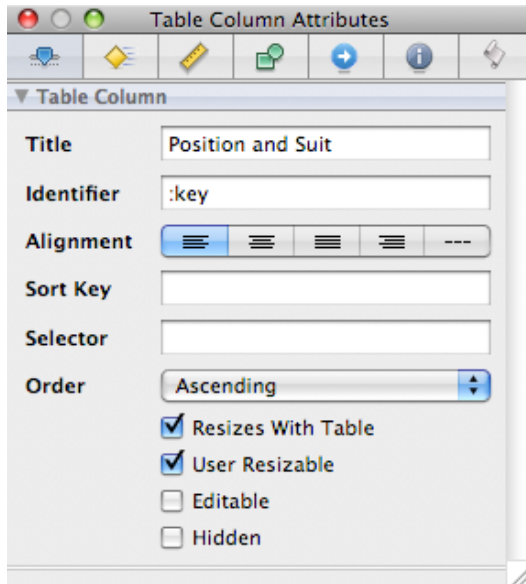 Table Column Attributes
Table Column
Title Position and Suit
Identifier :key
Alignment ---
Sort Key
Selector
Order Ascending
Resizes With Table
User Resizable
Editable
Hidden